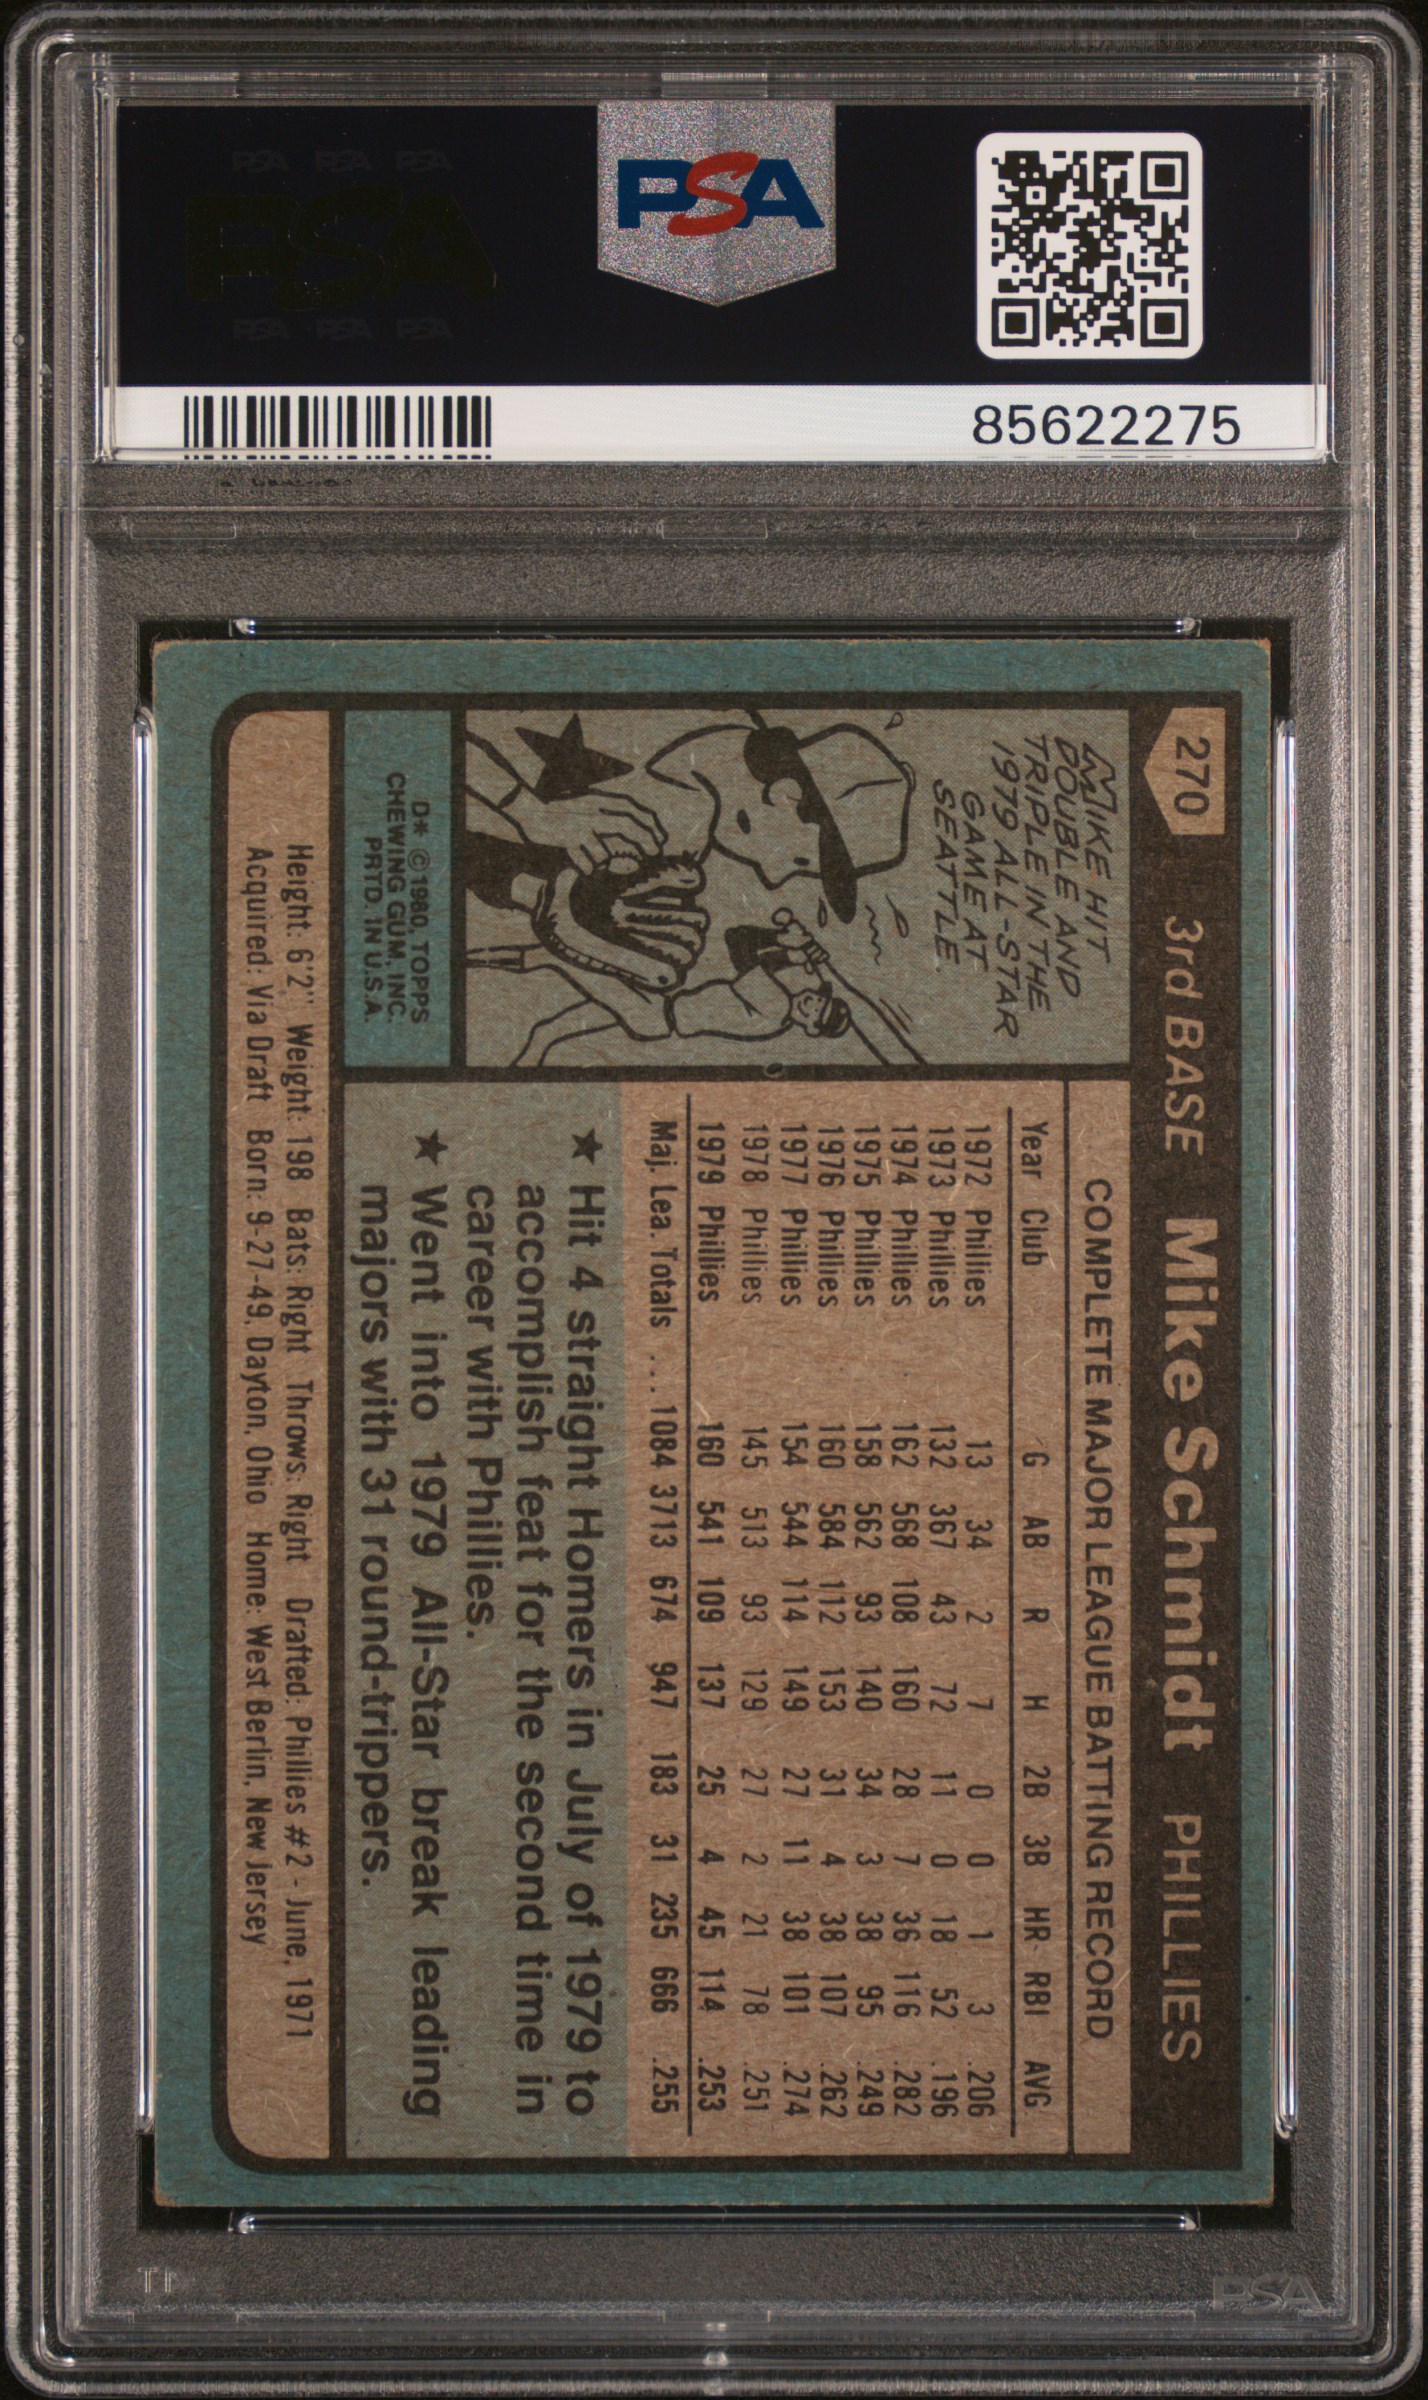 PSA PSA PSA
PSA
PSA PSA PSA
PSA
85622275
270 3rd BASE Mike Schmidt PHILLIES
MIKE HIT
DOUBLE AND
TRIPLE IN THE
1979 ALL-STAR
GAME AT
SEATTLE.
D* © 1980, TOPPS
CHEWING GUM, INC.
PRTD. IN U.S.A.
COMPLETE MAJOR LEAGUE BATTING RECORD
Year Club G AB R H 2B 3B HR RBI AVG.
1972 Phillies 13 34 2 7 0 0 1 3 .206
1973 Phillies 132 367 43 72 11 0 18 52 .196
1974 Phillies 162 568 108 160 28 7 36 116 .282
1975 Phillies 158 562 93 140 34 3 38 95 .249
1976 Phillies 160 584 112 153 31 4 38 107 .262
1977 Phillies 154 544 114 149 27 11 38 101 .274
1978 Phillies 145 513 93 129 27 2 21 78 .251
1979 Phillies 160 541 109 137 25 4 45 114 .253
Maj. Lea. Totals ... 1084 3713 674 947 183 31 235 666 .255
★ Hit 4 straight Homers in July of 1979 to
accomplish feat for the second time in
career with Phillies.
★ Went into 1979 All-Star break leading
majors with 31 round-trippers.
Height: 6'2" Weight: 198 Bats: Right Throws: Right Drafted: Phillies #2 - June, 1971
Acquired: Via Draft Born: 9-27-49, Dayton, Ohio Home: West Berlin, New Jersey
PSA